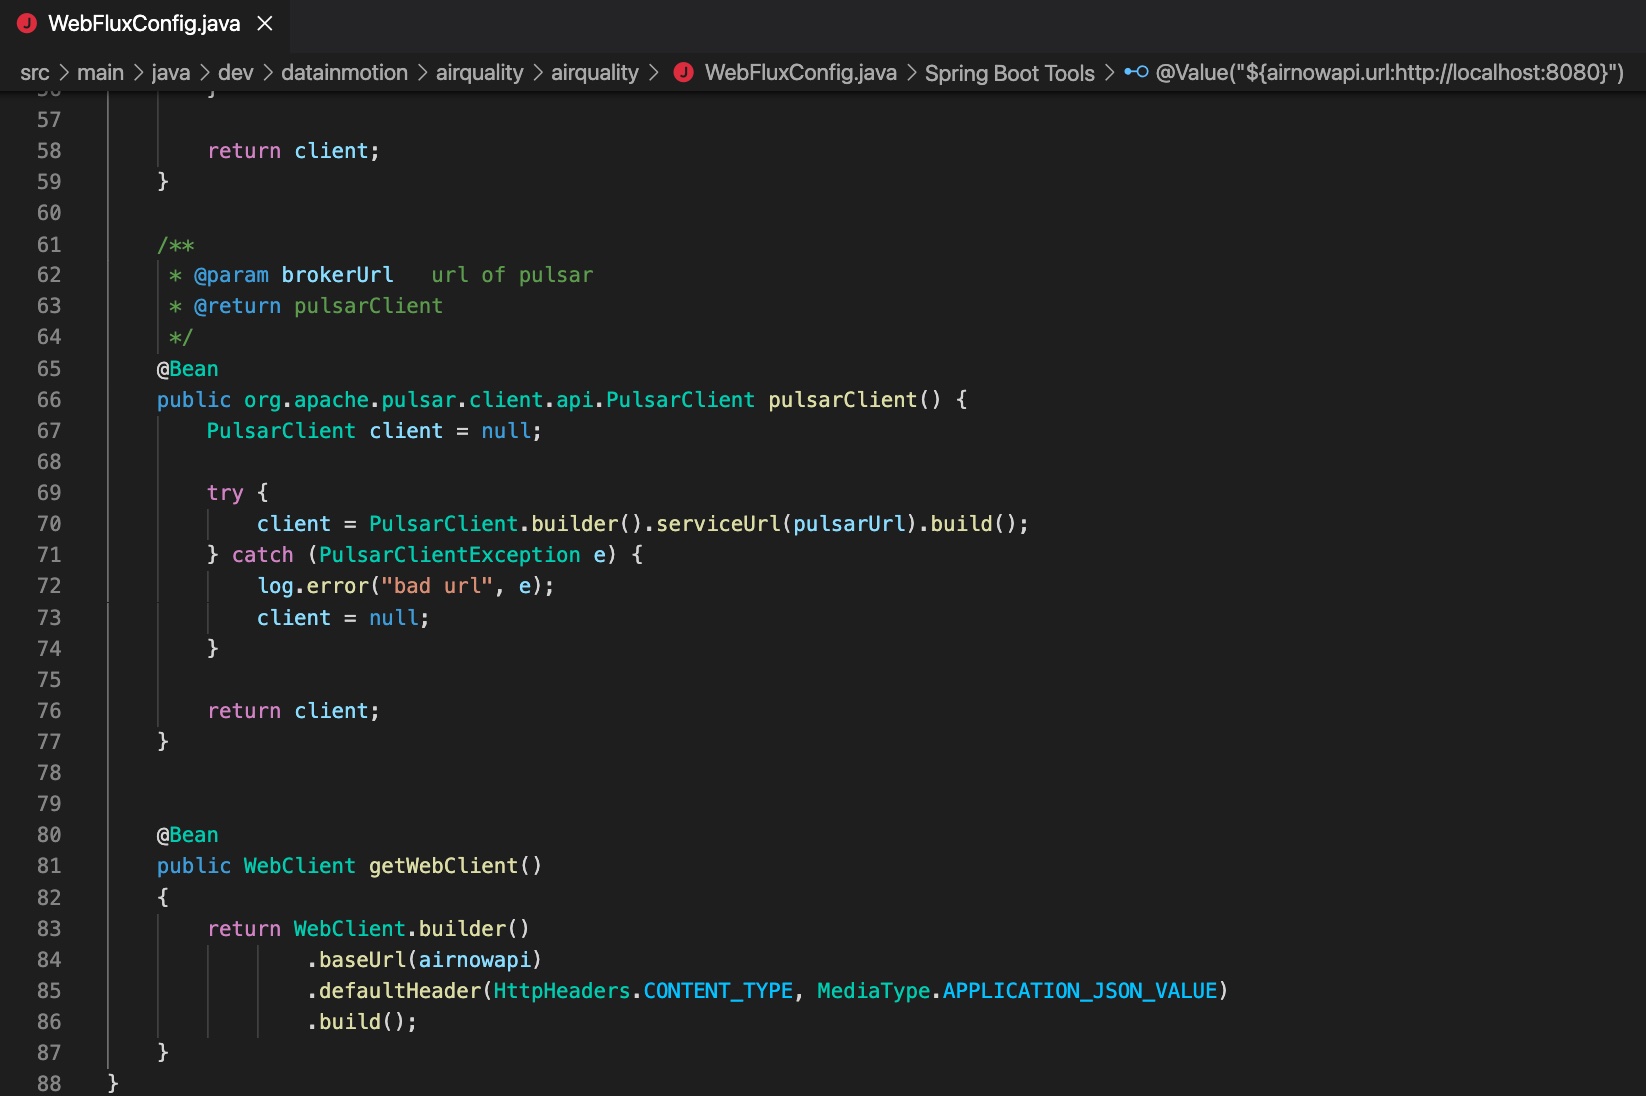 WebFluxConfig.java
src > main > java > dev > datainmotion > airquality > airquality > WebFluxConfig.java > Spring Boot Tools > @Value("${airnowapi.url:http://localhost:8080}")
56 }
57
58 return client;
59 }
60
61 /**
62 * @param brokerUrl   url of pulsar
63 * @return pulsarClient
64 */
65 @Bean
66 public org.apache.pulsar.client.api.PulsarClient pulsarClient() {
67 PulsarClient client = null;
68
69 try {
70 client = PulsarClient.builder().serviceUrl(pulsarUrl).build();
71 } catch (PulsarClientException e) {
72 log.error("bad url", e);
73 client = null;
74 }
75
76 return client;
77 }
78
79
80 @Bean
81 public WebClient getWebClient()
82 {
83 return WebClient.builder()
84 .baseUrl(airnowapi)
85 .defaultHeader(HttpHeaders.CONTENT_TYPE, MediaType.APPLICATION_JSON_VALUE)
86 .build();
87 }
88 }